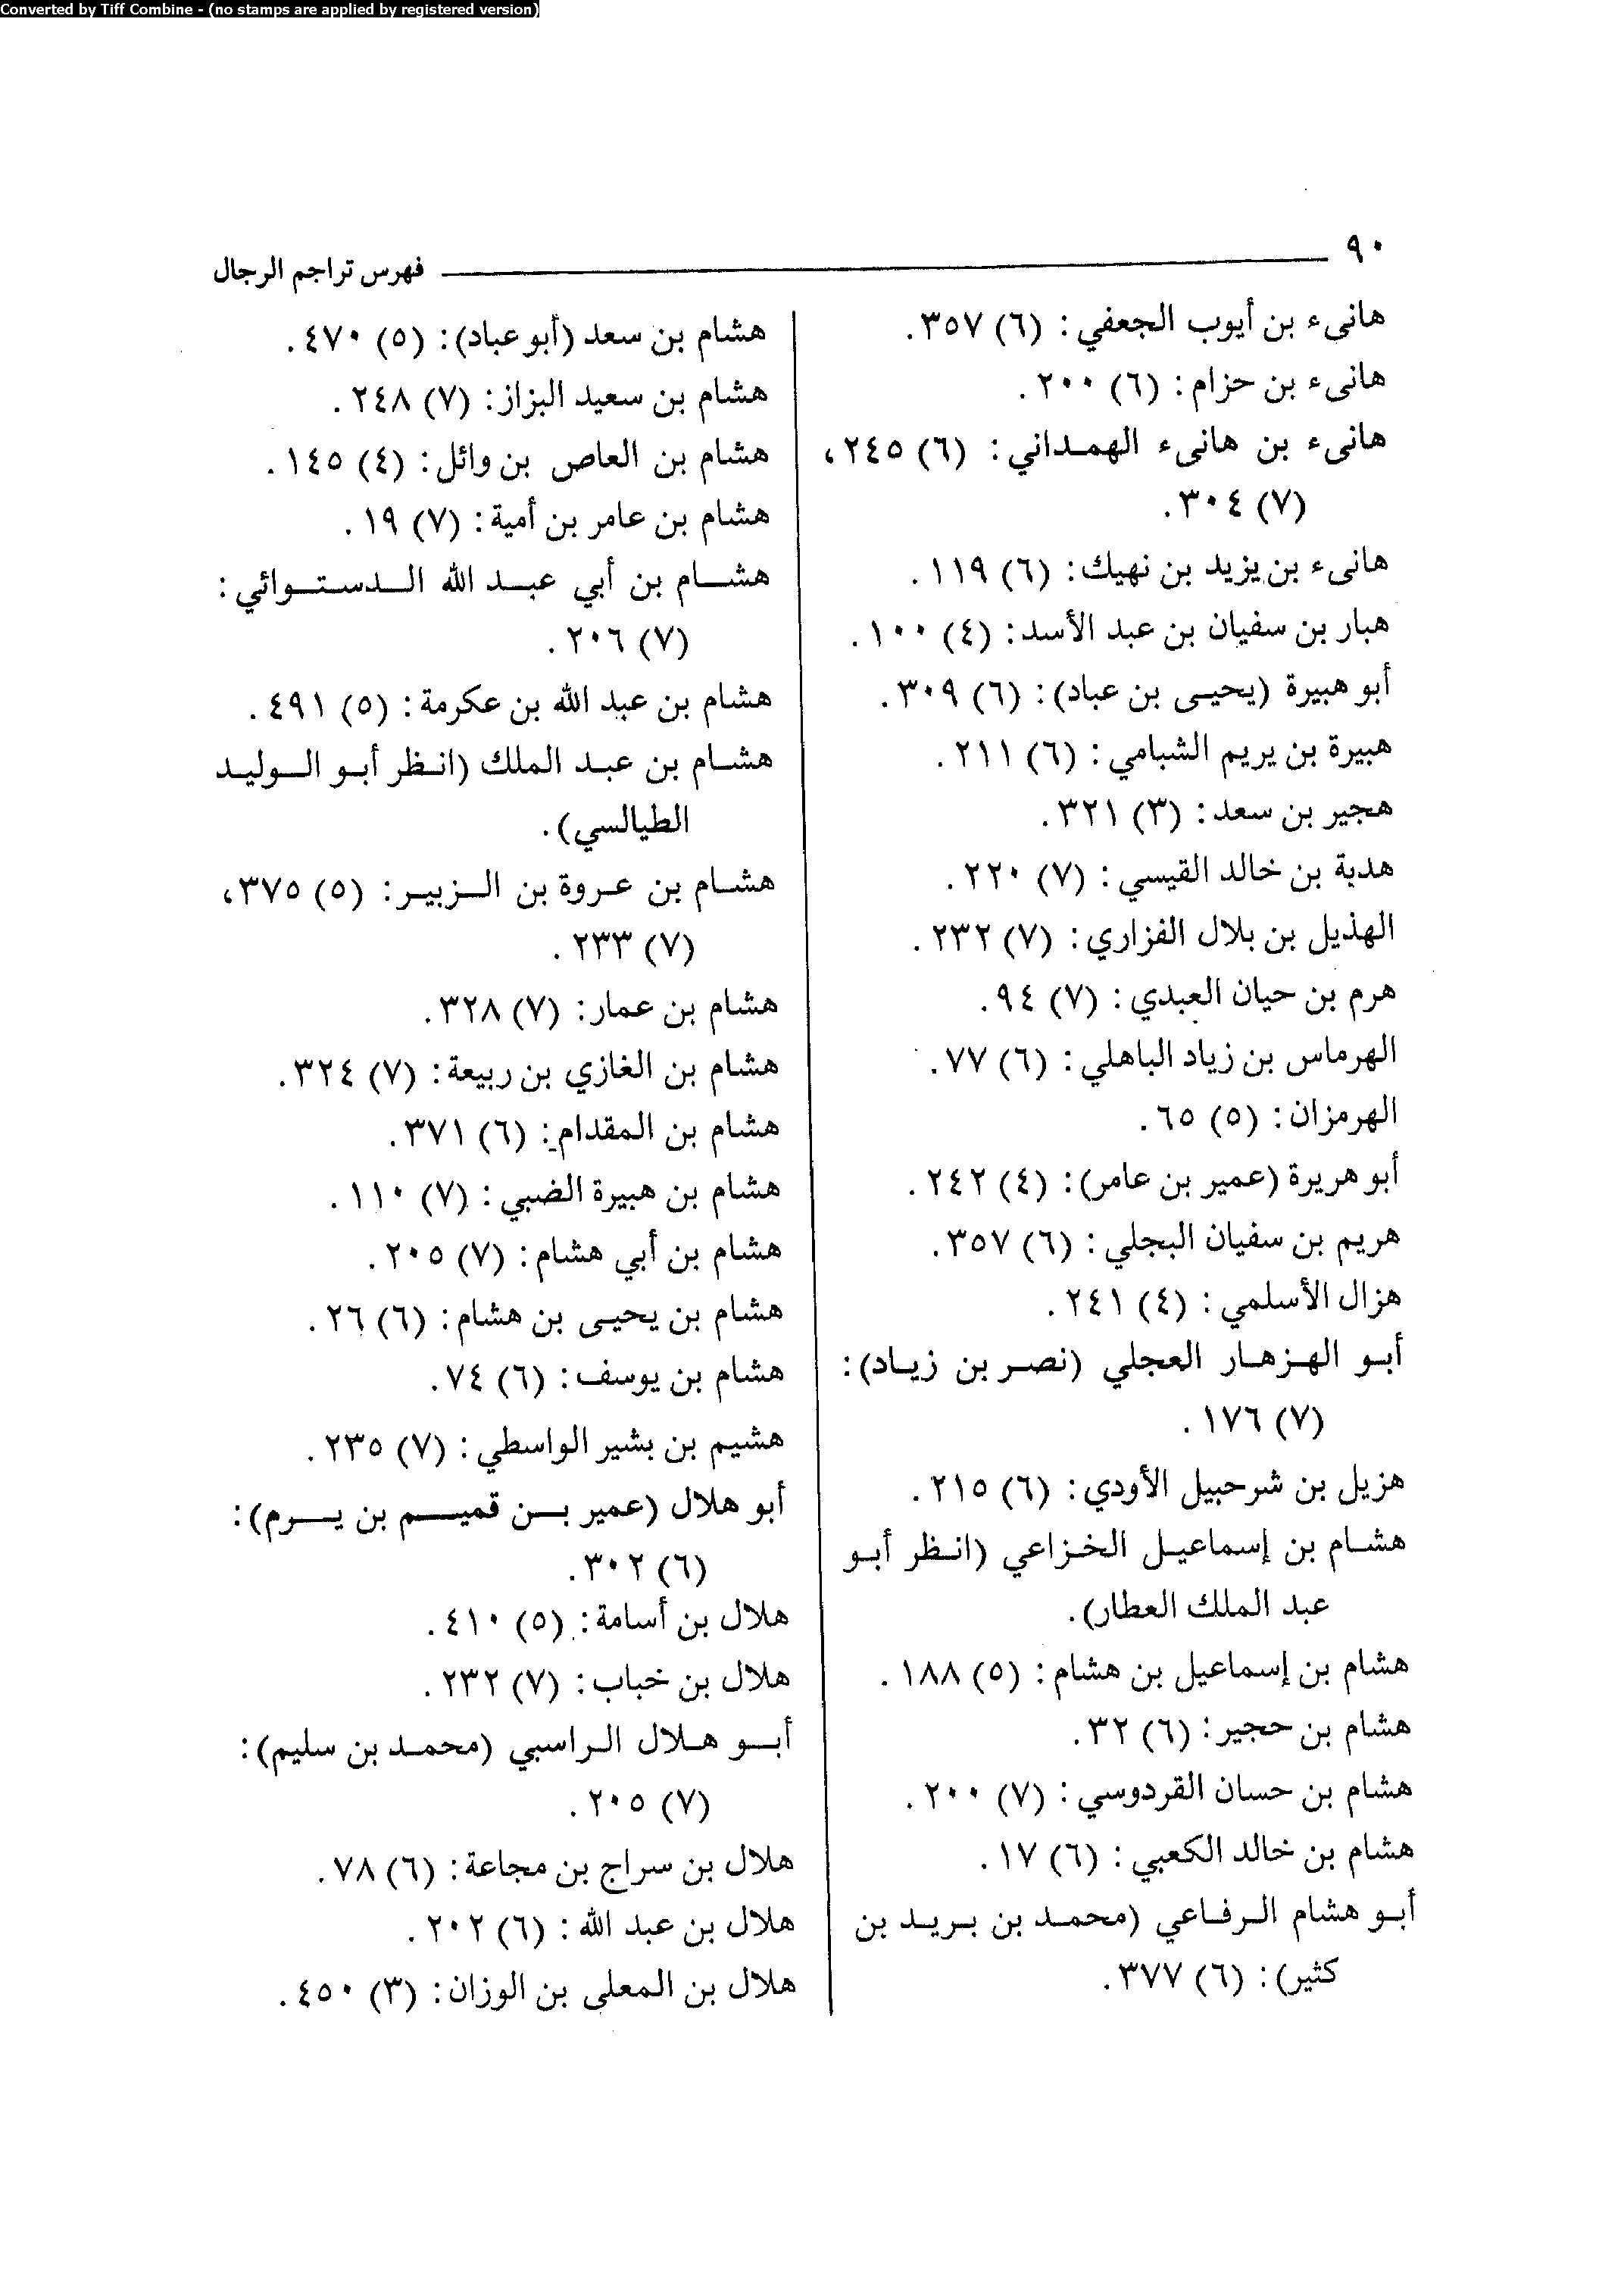 Converted by Tiff Combine - (no stamps are applied by registered version)
٩٠
فهرس تراجم الرجال
هانىء بن أيوب الجعفي: (٦) ٣٥٧.
هانىء بن حزام: (٦) ٢٠٠.
هانىء بن هانىء الهمداني: (٦) ٢٤٥،
(٧) ٣٠٤.
هانىء بن يزيد بن نهيك: (٦) ١١٩.
هبار بن سفيان بن عبد الأسد: (٤) ١٠٠.
أبو هبيرة (يحيى بن عباد): (٦) ٣٠٩.
هبيرة بن يريم الشبامي: (٦) ٢١١.
هجير بن سعد: (٣) ٣٢١.
هدبة بن خالد القيسي: (٧) ٢٢٠.
الهذيل بن بلال الفزاري: (٧) ٢٣٢.
هرم بن حيان العبدي: (٧) ٩٤.
الهرماس بن زياد الباهلي: (٦) ٧٧.
الهرمزان: (٥) ٦٥.
أبو هريرة (عمير بن عامر): (٤) ٢٤٢.
هريم بن سفيان البجلي: (٦) ٣٥٧.
هزال الأسلمي: (٤) ٢٤١.
أبو الهزهار العجلي (نصر بن زياد):
(٧) ١٧٦.
هزيل بن شرحبيل الأودي: (٦) ٢١٥.
هشام بن إسماعيل الخزاعي (انظر أبو
عبد الملك العطار).
هشام بن إسماعيل بن هشام: (٥) ١٨٨.
هشام بن حجير: (٦) ٣٢.
هشام بن حسان القردوسي: (٧) ٢٠٠.
هشام بن خالد الكعبي: (٦) ١٧.
أبو هشام الرفاعي (محمد بن بريد بن
كثير): (٦) ٣٧٧.
هشام بن سعد (أبو عباد): (٥) ٤٧٠.
هشام بن سعيد البزاز: (٧) ٢٤٨.
هشام بن العاص بن وائل: (٤) ١٤٥.
هشام بن عامر بن أمية: (٧) ١٩.
هشام بن أبي عبد الله الدستوائي:
(٧) ٢٠٦.
هشام بن عبد الله بن عكرمة: (٥) ٤٩١.
هشام بن عبد الملك (انظر أبو الوليد
الطيالسي).
هشام بن عروة بن الزبير: (٥) ٣٧٥،
(٧) ٢٣٣.
هشام بن عمار: (٧) ٣٢٨.
هشام بن الغازي بن ربيعة: (٧) ٣٢٤.
هشام بن المقدام: (٦) ٣٧١.
هشام بن هبيرة الضبي: (٧) ١١٠.
هشام بن أبي هشام: (٧) ٢٠٥.
هشام بن يحيى بن هشام: (٦) ٢٦.
هشام بن يوسف: (٦) ٧٤.
هشيم بن بشير الواسطي: (٧) ٢٣٥.
أبو هلال (عمير بن قميم بن يرم):
(٦) ٣٠٢.
هلال بن أسامة: (٥) ٤١٠.
هلال بن خباب: (٧) ٢٣٢.
أبو هلال الراسبي (محمد بن سليم):
(٧) ٢٠٥.
هلال بن سراج بن مجاعة: (٦) ٧٨.
هلال بن عبد الله: (٦) ٢٠٢.
هلال بن المعلى بن الوزان: (٣) ٤٥٠.